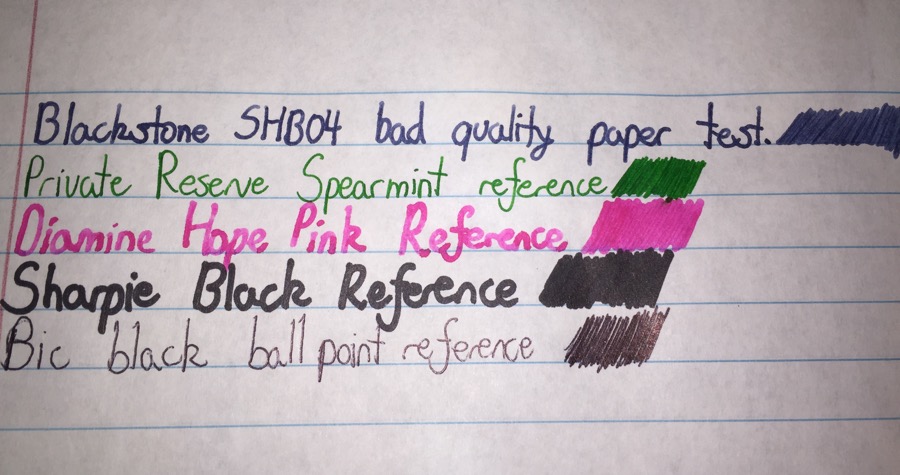 Blackstone SHB04 bad quality paper test.
Private Reserve Spearmint reference
Diamine Hope Pink Reference
Sharpie Black Reference
Bic black ball point reference